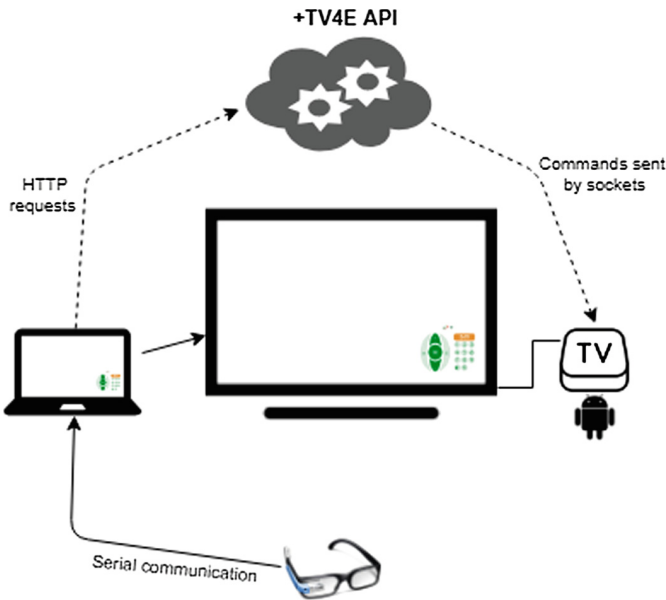 +TV4E API
HTTP
requests
Commands sent
by sockets
TV
Serial communication